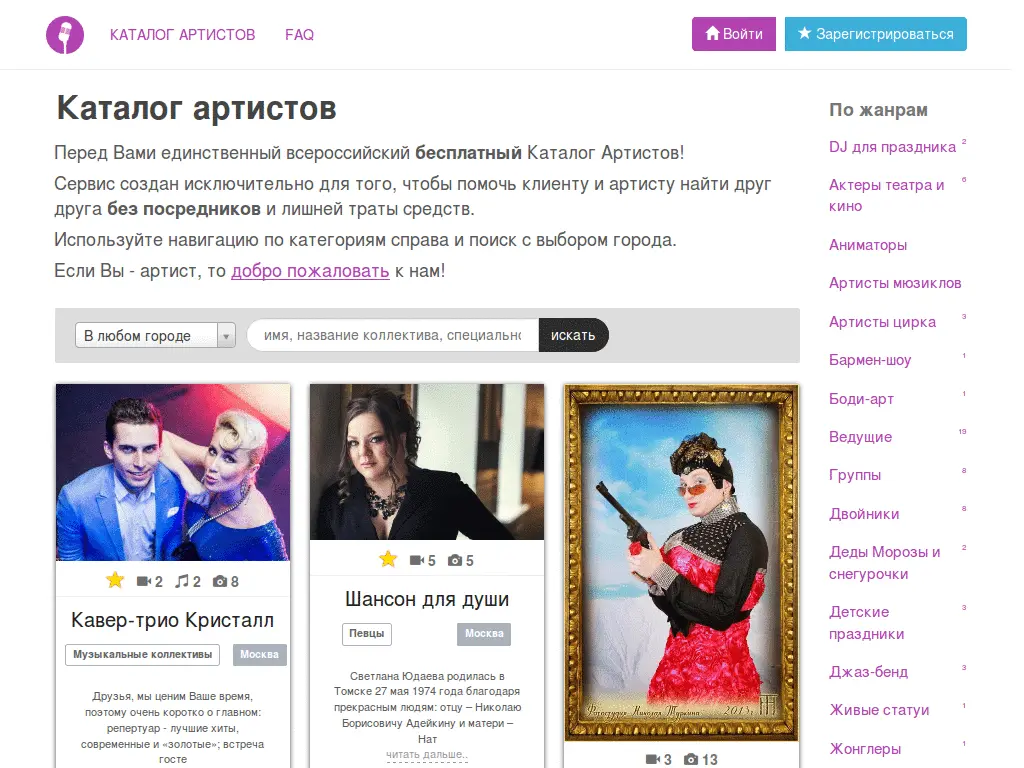 КАТАЛОГ АРТИСТОВ
FAQ
Войти
Зарегистрироваться
Каталог артистов
Перед Вами единственный всероссийский бесплатный Каталог Артистов!
Сервис создан исключительно для того, чтобы помочь клиенту и артисту найти друг
друга без посредников и лишней траты средств.
Используйте навигацию по категориям справа и поиск с выбором города.
Если Вы - артист, то добро пожаловать к нам!
В любом городе
имя, название коллектива, специально
искать
2 2 8
Кавер-трио Кристалл
Музыкальные коллективы
Москва
Друзья, мы ценим Ваше время,
поэтому очень коротко о главном:
репертуар - лучшие хиты,
современные и «золотые»; встреча
госте
5 5
Шансон для души
Певцы
Москва
Светлана Юдаева родилась в
Томске 27 мая 1974 года благодаря
прекрасным людям: отцу – Николаю
Борисовичу Адейкину и матери –
Нат
читать дальше..
Фотостудия Николая Туркина 2013г.
3 13
По жанрам
DJ для праздника 2
Актеры театра и 6
кино
Аниматоры
Артисты мюзиклов
Артисты цирка 3
Бармен-шоу 1
Боди-арт 1
Ведущие 19
Группы 8
Двойники 8
Деды Морозы и 2
снегурочки
Детские 3
праздники
Джаз-бенд 3
Живые статуи 1
Жонглеры 1